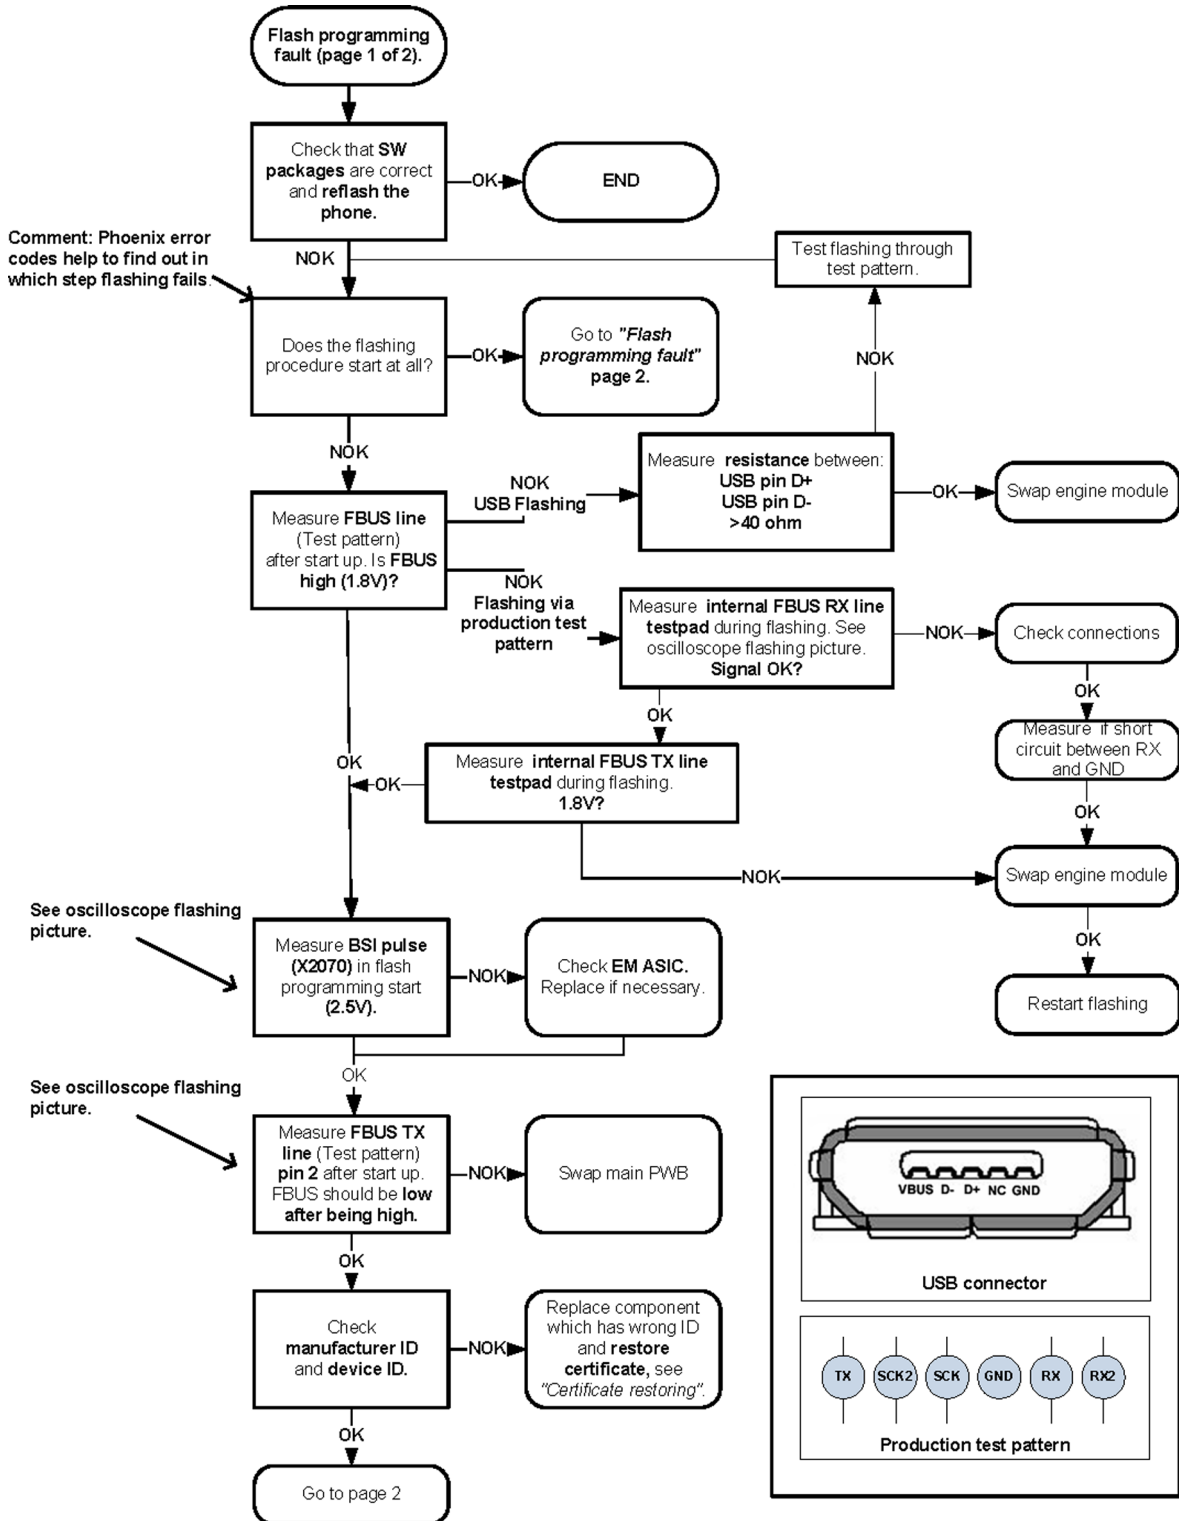 Flash programming
fault (page 1 of 2).
Check that SW
packages are correct
and reflash the
phone.
OK
END
Comment: Phoenix error
codes help to find out in
which step flashing fails.
NOK
Test flashing through
test pattern.
Does the flashing
procedure start at all?
OK
Go to "Flash
programming fault"
page 2.
NOK
NOK
Measure resistance between:
USB pin D+
USB pin D-
>40 ohm
OK
Swap engine module
NOK
USB Flashing
Measure FBUS line
(Test pattern)
after start up. Is FBUS
high (1.8V)?
NOK
Flashing via
production test
pattern
Measure internal FBUS RX line
testpad during flashing. See
oscilloscope flashing picture.
Signal OK?
NOK
Check connections
OK
OK
Measure if short
circuit between RX
and GND
OK
Measure internal FBUS TX line
testpad during flashing.
1.8V?
OK
OK
NOK
Swap engine module
See oscilloscope flashing
picture.
Measure BSI pulse
(X2070) in flash
programming start
(2.5V).
NOK
Check EM ASIC.
Replace if necessary.
OK
Restart flashing
OK
See oscilloscope flashing
picture.
Measure FBUS TX
line (Test pattern)
pin 2 after start up.
FBUS should be low
after being high.
NOK
Swap main PWB
OK
Check
manufacturer ID
and device ID.
NOK
Replace component
which has wrong ID
and restore
certificate, see
"Certificate restoring".
OK
Go to page 2
VBUS D- D+ NC GND
USB connector
TX SCK2 SCK GND RX RX2
Production test pattern